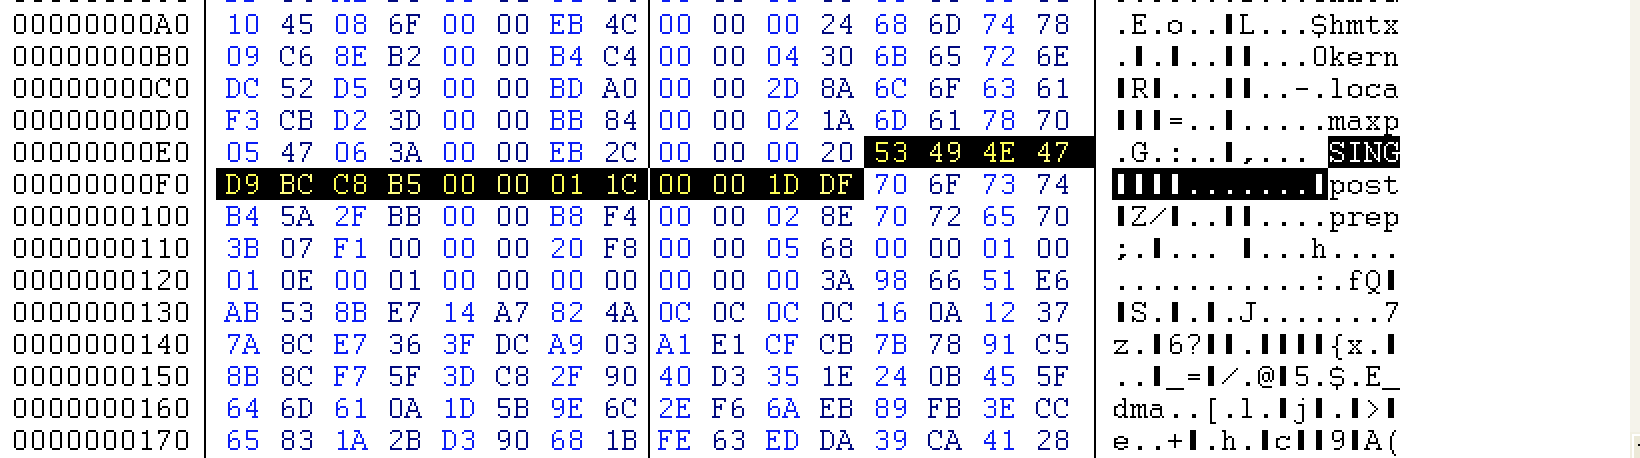 00000000A0 10 45 08 6F 00 00 EB 4C 00 00 00 24 68 6D 74 78 .E.o..▌L...$hmtx
00000000B0 09 C6 8E B2 00 00 B4 C4 00 00 04 30 6B 65 72 6E .▌.▌..▌▌...0kern
00000000C0 DC 52 D5 99 00 00 BD A0 00 00 2D 8A 6C 6F 63 61 ▌R▌...▌▌..-.loca
00000000D0 F3 CB D2 3D 00 00 BB 84 00 00 02 1A 6D 61 78 70 ▌▌▌=..▌.....maxp
00000000E0 05 47 06 3A 00 00 EB 2C 00 00 00 20 53 49 4E 47 .G.:..▌,... SING
00000000F0 D9 BC C8 B5 00 00 01 1C 00 00 1D DF 70 6F 73 74 ▌▌▌▌.......▌post
0000000100 B4 5A 2F BB 00 00 B8 F4 00 00 02 8E 70 72 65 70 ▌Z/▌..▌▌....prep
0000000110 3B 07 F1 00 00 00 20 F8 00 00 05 68 00 00 01 00 ;.▌... ▌...h....
0000000120 01 0E 00 01 00 00 00 00 00 00 00 3A 98 66 51 E6 ...........:.fQ▌
0000000130 AB 53 8B E7 14 A7 82 4A 0C 0C 0C 0C 16 0A 12 37 ▌S.▌.▌.J.......7
0000000140 7A 8C E7 36 3F DC A9 03 A1 E1 CF CB 7B 78 91 C5 z.▌6?▌▌.▌▌▌▌{x.▌
0000000150 8B 8C F7 5F 3D C8 2F 90 40 D3 35 1E 24 0B 45 5F ..▌_=▌/.@▌5.$.E_
0000000160 64 6D 61 0A 1D 5B 9E 6C 2E F6 6A EB 89 FB 3E CC dma..[.l.▌j▌.▌>▌
0000000170 65 83 1A 2B D3 90 68 1B FE 63 ED DA 39 CA 41 28 e..+▌.h.▌c▌▌9▌A(